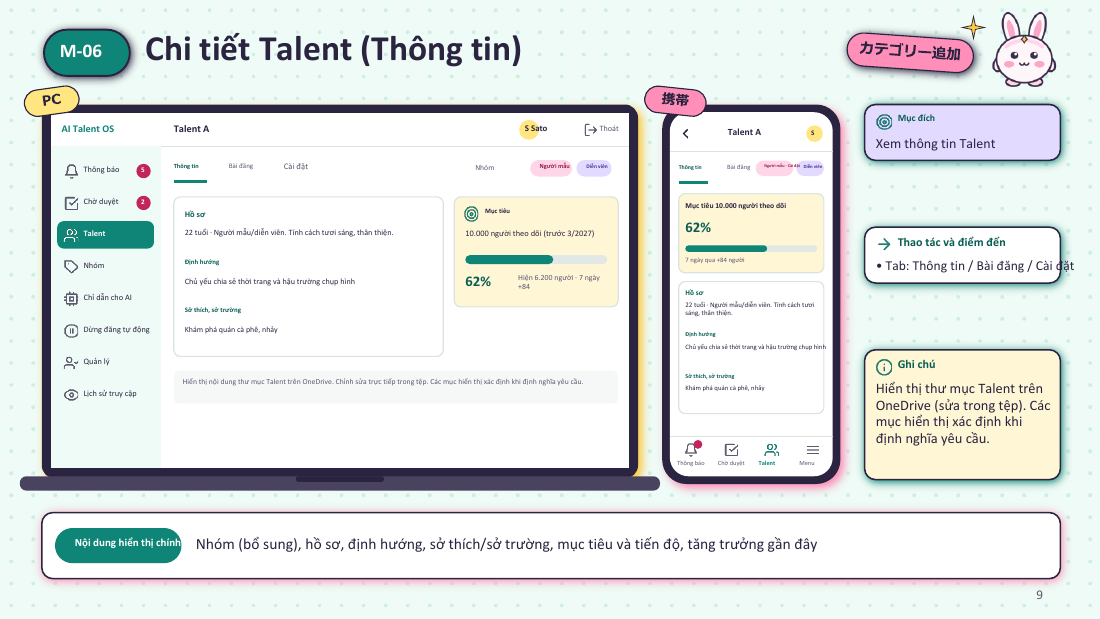 M-06
Chi tiết Talent (Thông tin)
カテゴリー追加
PC
AI Talent OS
Talent A
S Sato
Thoát
Thông báo
5
Chờ duyệt
2
Talent
Nhóm
Chỉ dẫn cho AI
Dừng đăng tự động
Quản lý
Lịch sử truy cập
Thông tin
Bài đăng
Cài đặt
Nhóm
Người mẫu
Diễn viên
Hồ sơ
22 tuổi · Người mẫu/diễn viên. Tính cách tươi sáng, thân thiện.
Định hướng
Chủ yếu chia sẻ thời trang và hậu trường chụp hình
Sở thích, sở trường
Khám phá quán cà phê, nhảy
Mục tiêu
10.000 người theo dõi (trước 3/2027)
62%
Hiện 6.200 người · 7 ngày
+84
Hiển thị nội dung thư mục Talent trên OneDrive. Chỉnh sửa trực tiếp trong tệp. Các mục hiển thị xác định khi định nghĩa yêu cầu.
携帯
Talent A
S
Thông tin
Bài đăng
Người mẫu · Cài đặt
Diễn viên
Mục tiêu 10.000 người theo dõi
62%
7 ngày qua +84 người
Hồ sơ
22 tuổi · Người mẫu/diễn viên. Tính cách tươi
sáng, thân thiện.
Định hướng
Chủ yếu chia sẻ thời trang và hậu trường chụp hình
Sở thích, sở trường
Khám phá quán cà phê, nhảy
Thông báo
Chờ duyệt
Talent
Menu
Mục đích
Xem thông tin Talent
Thao tác và điểm đến
• Tab: Thông tin / Bài đăng / Cài đặt
Ghi chú
Hiển thị thư mục Talent trên
OneDrive (sửa trong tệp). Các
mục hiển thị xác định khi
định nghĩa yêu cầu.
Nội dung hiển thị chính
Nhóm (bổ sung), hồ sơ, định hướng, sở thích/sở trường, mục tiêu và tiến độ, tăng trưởng gần đây
9